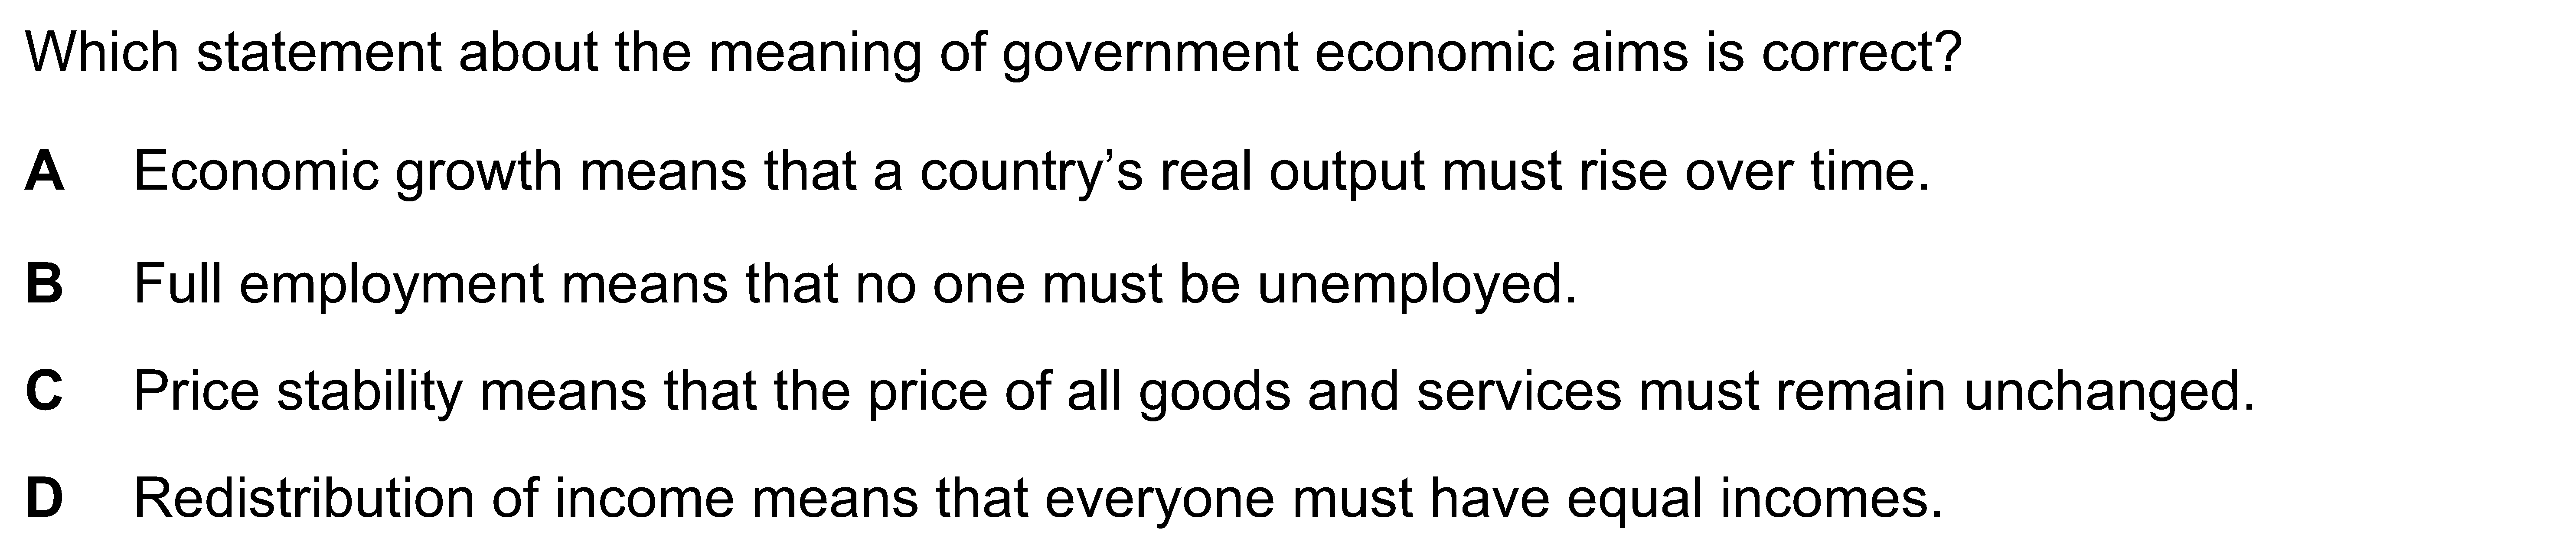 Which statement about the meaning of government economic aims is correct?
A Economic growth means that a country’s real output must rise over time.
B Full employment means that no one must be unemployed.
C Price stability means that the price of all goods and services must remain unchanged.
D Redistribution of income means that everyone must have equal incomes.